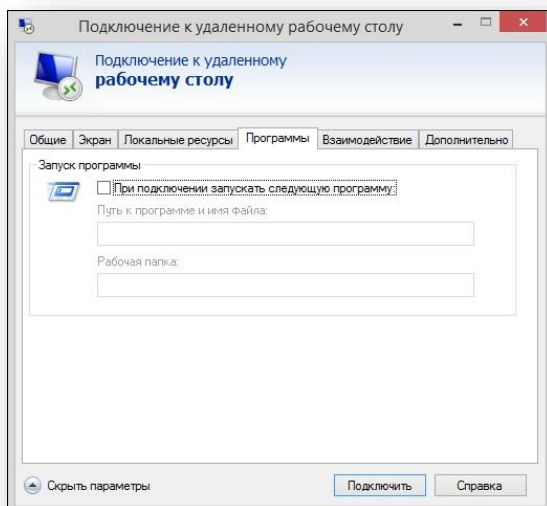 Подключение к удаленному рабочему столу
Подключение к удаленному
рабочему столу
Общие Экран Локальные ресурсы Программы Взаимодействие Дополнительно
Запуск программы
При подключении запускать следующую программу:
Путь к программе и имя файла:
Рабочая папка:
Скрыть параметры Подключить Справка